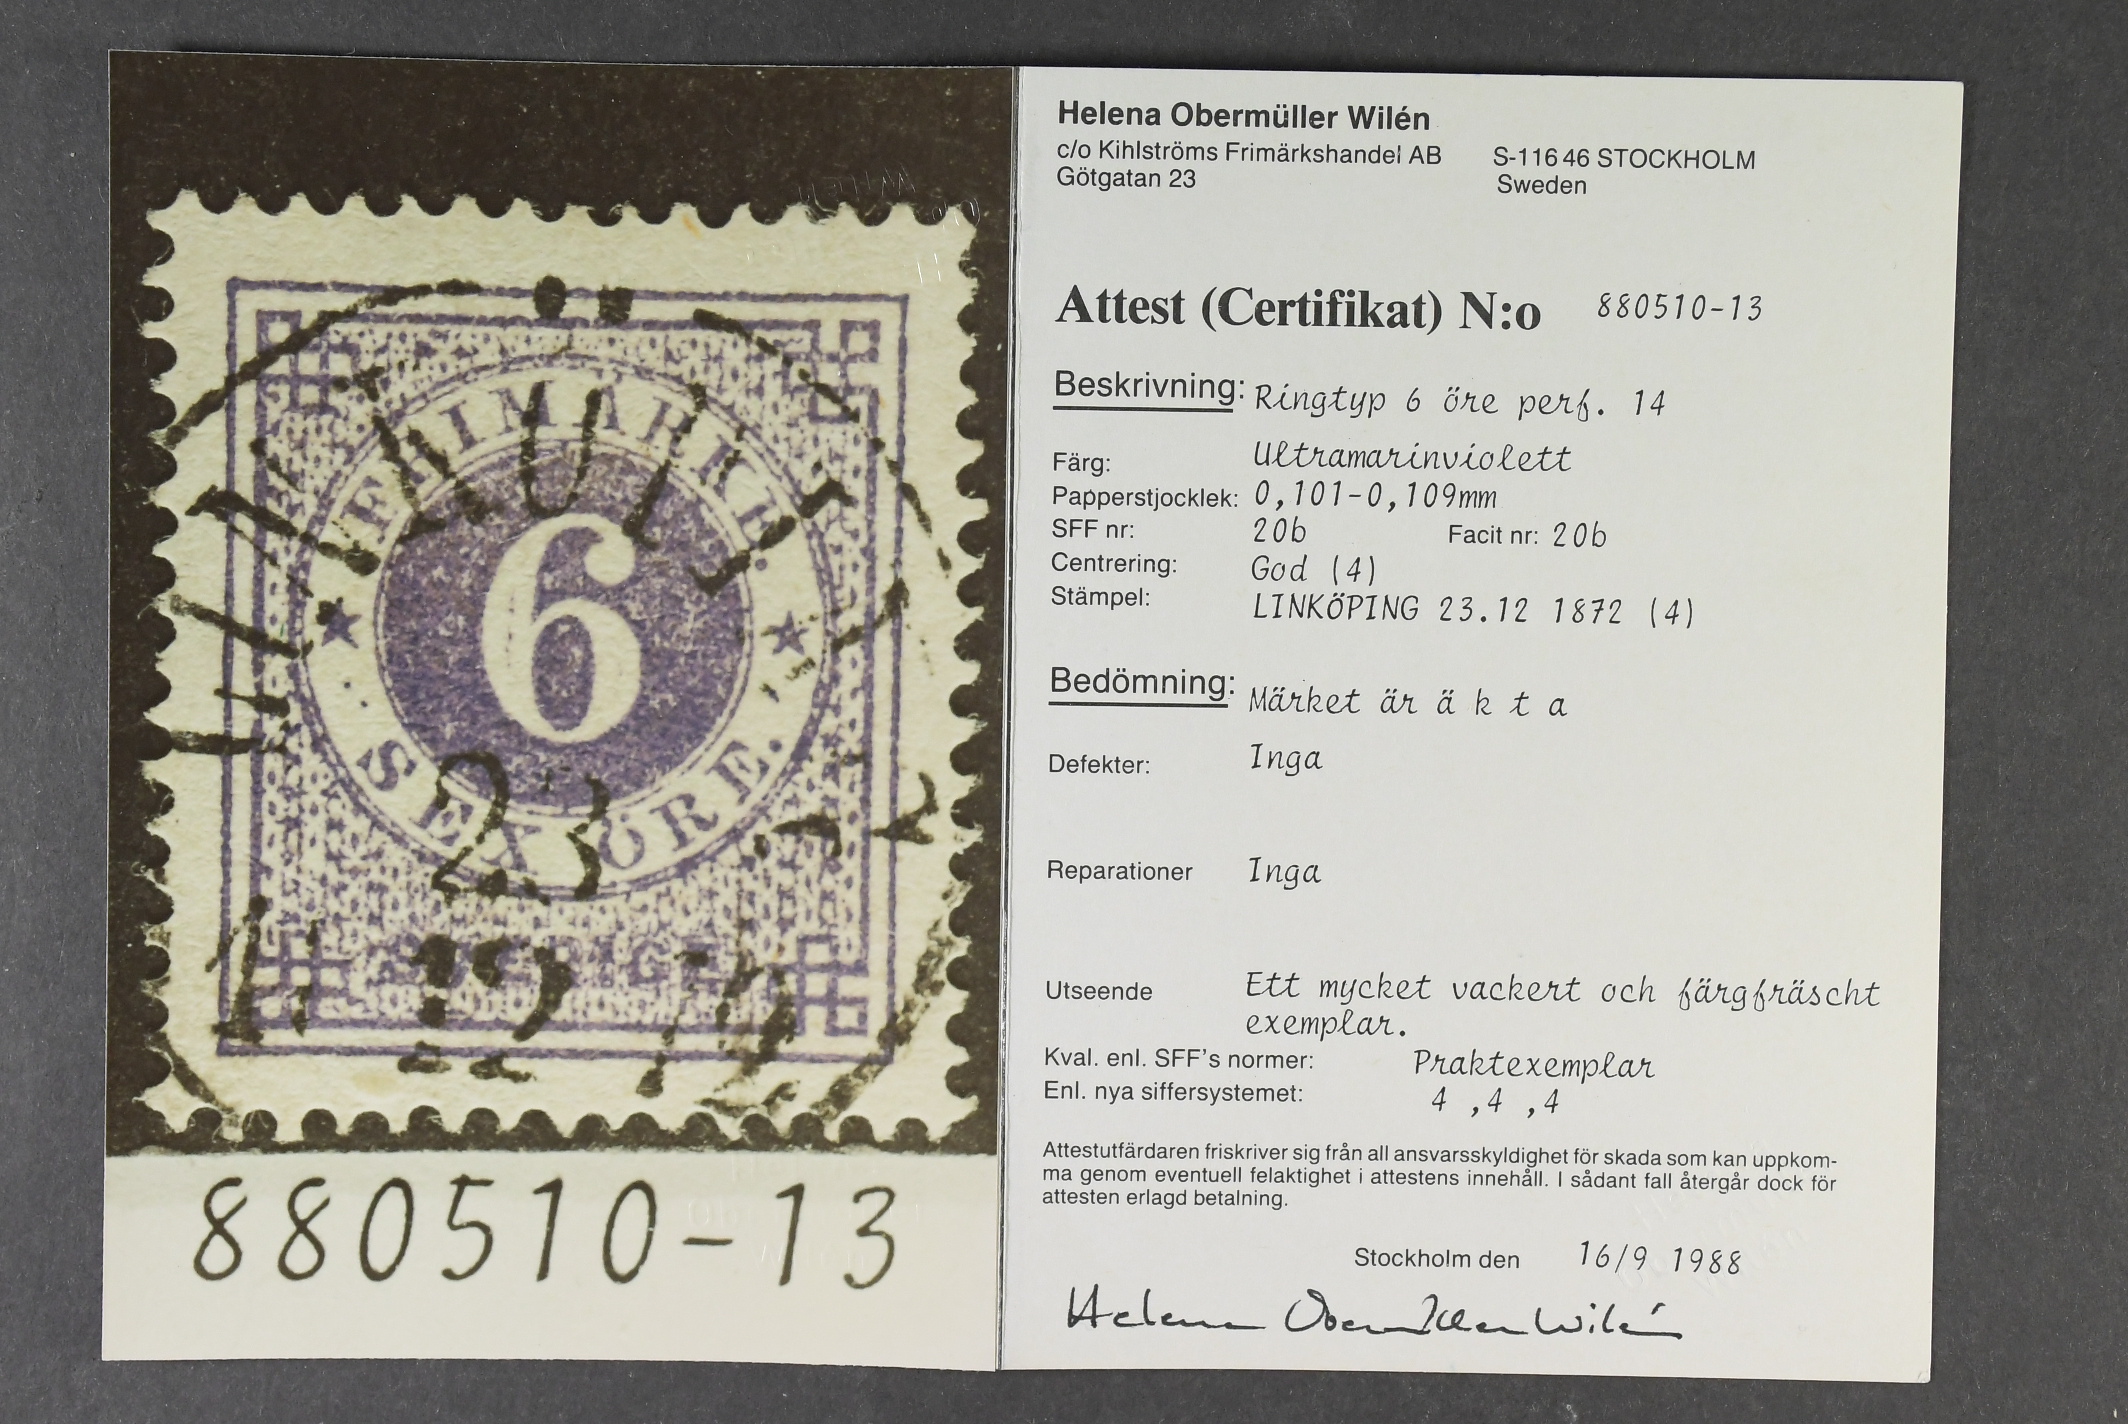 FRIMÄRKE.
6
SEX ÖRE.
23
12
880510-13
Helena Obermüller Wilén
c/o Kihlströms Frimärkshandel AB S-116 46 STOCKHOLM
Götgatan 23 Sweden
Attest (Certifikat) N:o 880510-13
Beskrivning: Ringtyp 6 öre perf. 14
Färg: Ultramarinviolett
Papperstjocklek: 0,101-0,109mm
SFF nr: 20b Facit nr: 20b
Centrering: God (4)
Stämpel: LINKÖPING 23.12 1872 (4)
Bedömning: Märket är ä k t a
Defekter: Inga
Reparationer Inga
Utseende Ett mycket vackert och färgfräscht
exemplar.
Kval. enl. SFF's normer: Praktexemplar
Enl. nya siffersystemet: 4 ,4 ,4
Attestutfärdaren friskriver sig från all ansvarsskyldighet för skada som kan uppkom-
ma genom eventuell felaktighet i attestens innehåll. I sådant fall återgår dock för
attesten erlagd betalning.
Stockholm den 16/9 1988
Helena Obermüller Wilén